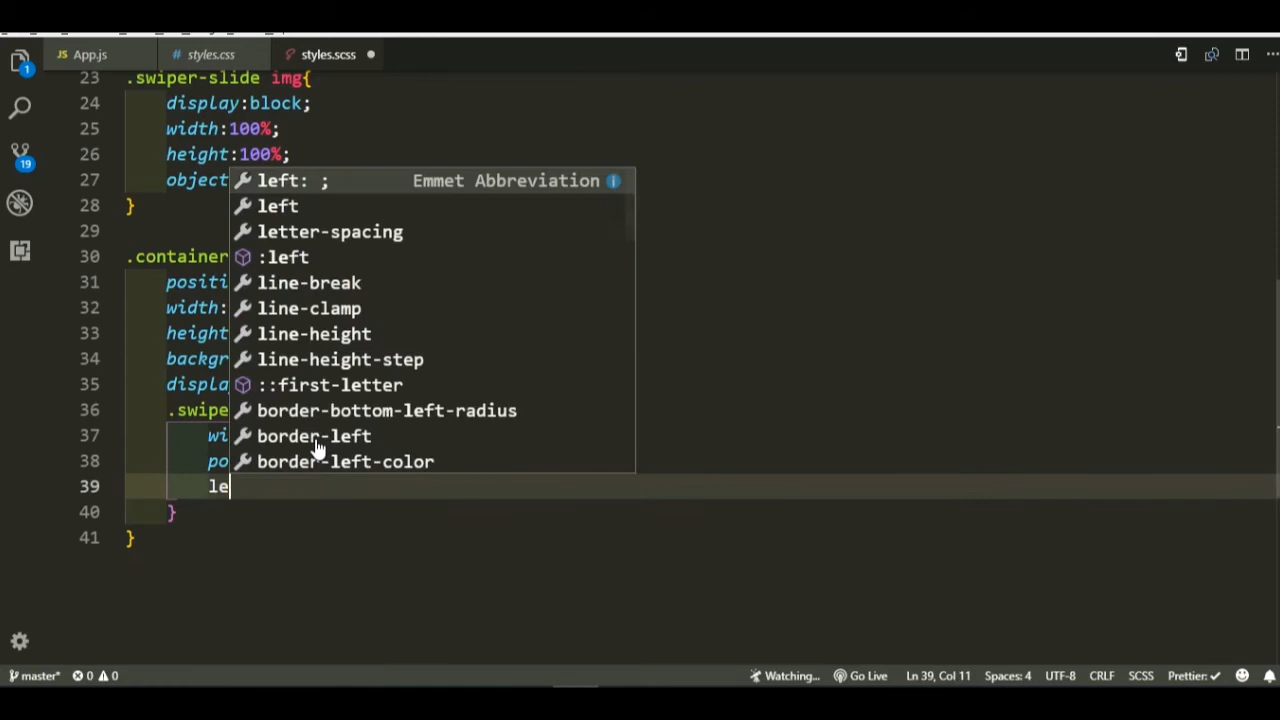 JS App.js # styles.css styles.scss
1
19
23 .swiper-slide img{
24 display:block;
25 width:100%;
26 height:100%;
27 object
28 }
29
30 .container
31 positi
32 width:
33 height
34 backgr
35 displa
36 .swipe
37 wi
38 po
39 le
40 }
41 }
left: ; Emmet Abbreviation
left
letter-spacing
:left
line-break
line-clamp
line-height
line-height-step
::first-letter
border-bottom-left-radius
border-left
border-left-color
master* 0 0 Watching... Go Live Ln 39, Col 11 Spaces: 4 UTF-8 CRLF SCSS Prettier: ✓